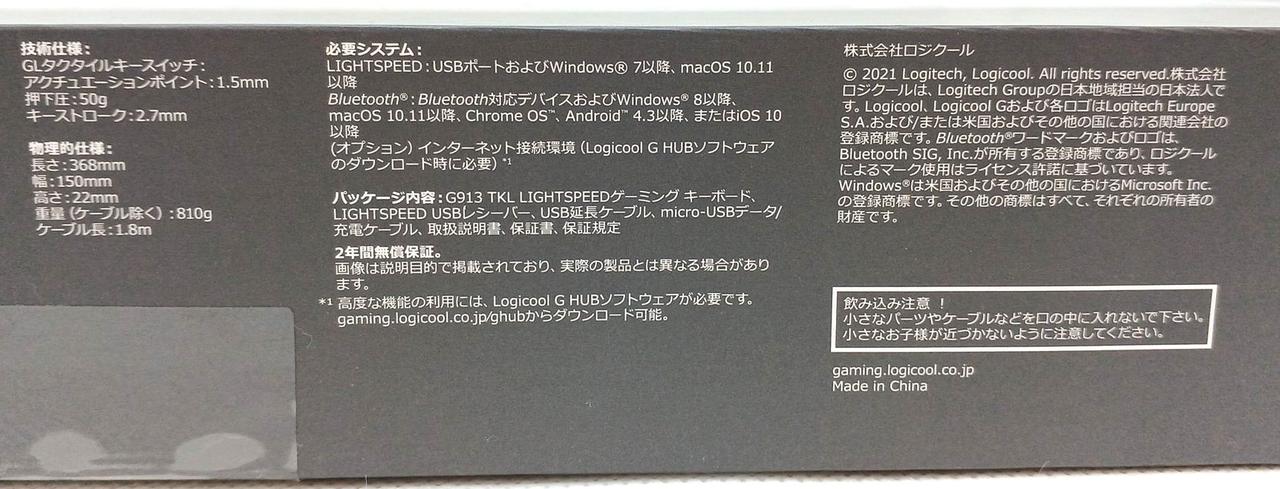 技術仕様：
GLタクタイルキースイッチ：
アクチュエーションポイント：1.5mm
押下圧：50g
キーストローク：2.7mm
物理的仕様：
長さ：368mm
幅：150mm
高さ：22mm
重量（ケーブル除く）：810g
ケーブル長：1.8m
必要システム：
LIGHTSPEED：USBポートおよびWindows® 7以降、macOS 10.11
以降
Bluetooth®：Bluetooth対応デバイスおよびWindows® 8以降、
macOS 10.11以降、Chrome OS™、Android™ 4.3以降、またはiOS 10
以降
（オプション）インターネット接続環境（Logicool G HUBソフトウェア
のダウンロード時に必要）*1
パッケージ内容：G913 TKL LIGHTSPEEDゲーミング キーボード、
LIGHTSPEED USBレシーバー、USB延長ケーブル、micro-USBデータ/
充電ケーブル、取扱説明書、保証書、保証規定
2年間無償保証。
画像は説明目的で掲載されており、実際の製品とは異なる場合があり
ます。
*1 高度な機能の利用には、Logicool G HUBソフトウェアが必要です。
gaming.logicool.co.jp/ghubからダウンロード可能。
株式会社ロジクール
© 2021 Logitech, Logicool. All rights reserved.株式会社
ロジクールは、Logitech Groupの日本地域担当の日本法人で
す。Logicool、Logicool Gおよび各ロゴはLogitech Europe
S.A.および/または米国およびその他の国における関連会社の
登録商標です。Bluetooth®ワードマークおよびロゴは、
Bluetooth SIG, Inc.が所有する登録商標であり、ロジクール
によるマーク使用はライセンス許諾に基づいています。
Windows®は米国およびその他の国におけるMicrosoft Inc.
の登録商標です。その他の商標はすべて、それぞれの所有者の
財産です。
飲み込み注意 ！
小さなパーツやケーブルなどを口の中に入れないで下さい。
小さなお子様が近づかないように注意してください。
gaming.logicool.co.jp
Made in China